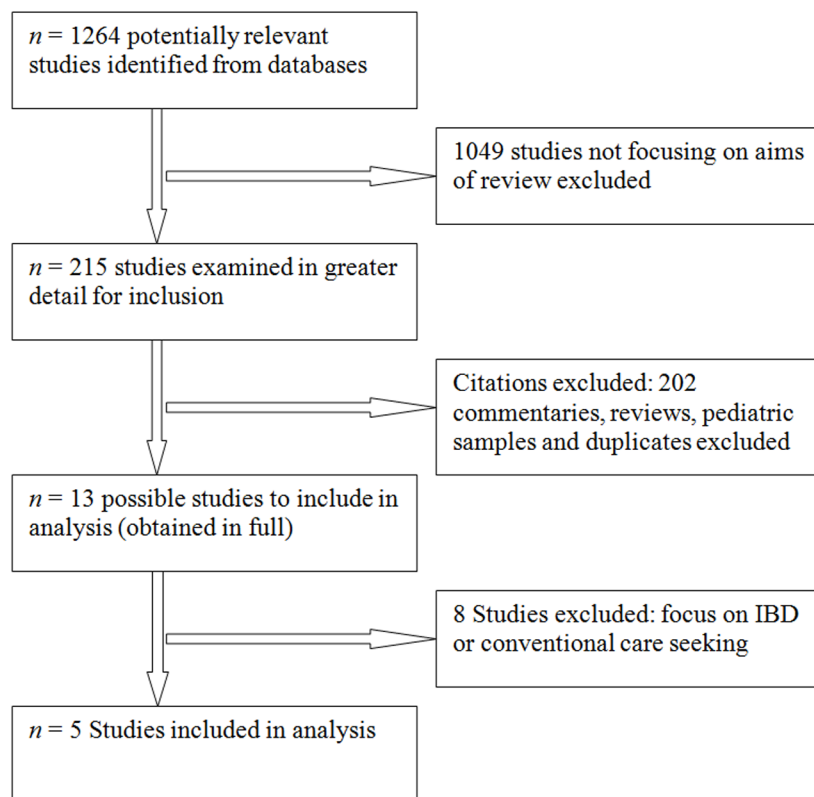 n = 1264 potentially relevant
studies identified from databases
1049 studies not focusing on aims
of review excluded
n = 215 studies examined in greater
detail for inclusion
Citations excluded: 202
commentaries, reviews, pediatric
samples and duplicates excluded
n = 13 possible studies to include in
analysis (obtained in full)
8 Studies excluded: focus on IBD
or conventional care seeking
n = 5 Studies included in analysis